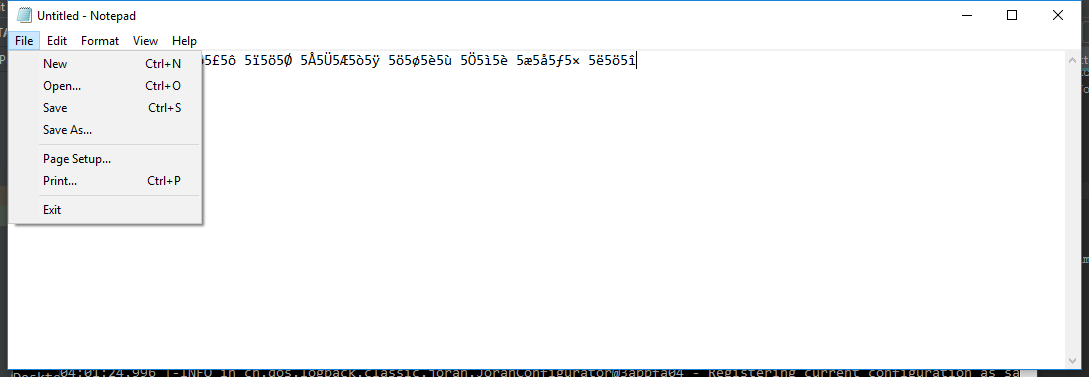 Untitled - Notepad
File Edit Format View Help
5£5ô 5ï5ö5Ø 5Å5Ü5Æ5ò5ÿ 5ö5ø5è5ù 5Ö5ì5è 5æ5å5ƒ5× 5ë5ö5î
New Ctrl+N
Open... Ctrl+O
Save Ctrl+S
Save As...
Page Setup...
Print... Ctrl+P
Exit
04:01:24.996 |-INFO in ch.qos.logback.classic.joran.JoranConfigurator@3abbfa04 - Registering current configuration as sa